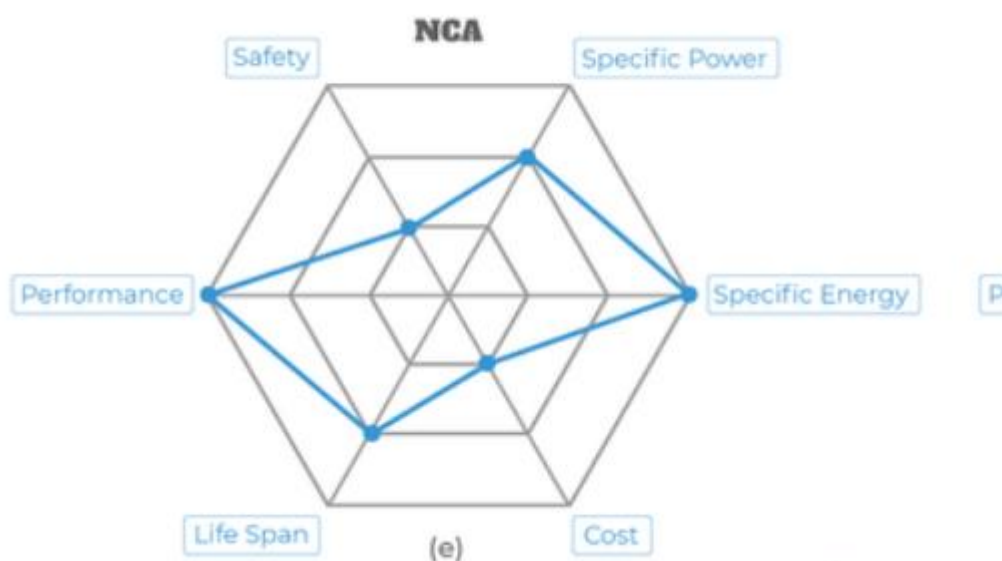 NCA
Safety
Specific Power
Performance
Specific Energy
P
Life Span
Cost
(e)